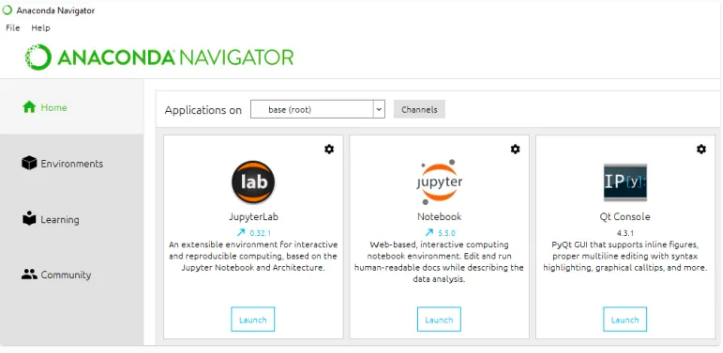 Anaconda Navigator
File Help
ANACONDA NAVIGATOR
Home
Applications on base (root) Channels
Environments
Learning
Community
lab
JupyterLab
0.32.1
An extensible environment for interactive
and reproducible computing, based on the
Jupyter Notebook and Architecture.
Launch
jupyter
Notebook
5.5.0
Web-based, interactive computing
notebook environment. Edit and run
human-readable docs while describing the
data analysis.
Launch
IP[y]:
Qt Console
4.3.1
PyQt GUI that supports inline figures,
proper multiline editing with syntax
highlighting, graphical calltips, and more.
Launch